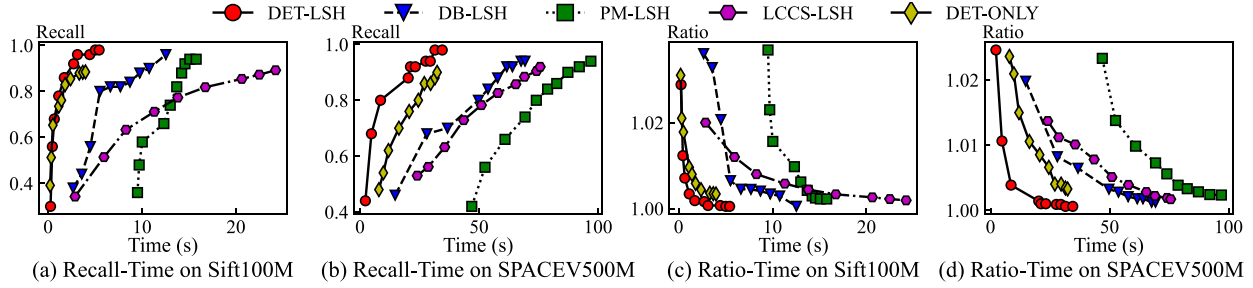 DET-LSH DB-LSH PM-LSH LCCS-LSH DET-ONLY
Recall
1.0
0.8
0.6
0.4
0 10 20
Time (s)
(a) Recall-Time on Sift100M
Recall
1.0
0.8
0.6
0.4
0 50 100
Time (s)
(b) Recall-Time on SPACEV500M
Ratio
1.04
1.02
1.00
0 10 20
Time (s)
(c) Ratio-Time on Sift100M
Ratio
1.02
1.01
1.00
0 50 100
Time (s)
(d) Ratio-Time on SPACEV500M